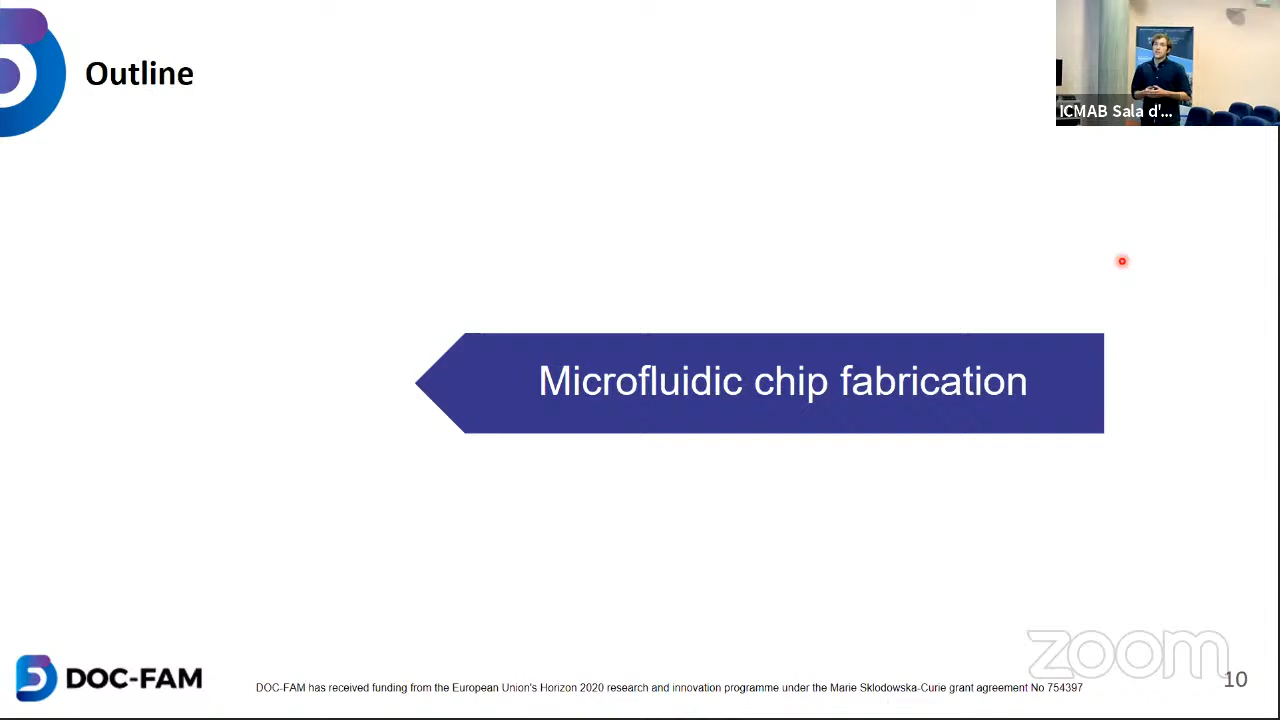 Outline
ICMAB Sala d'...
Microfluidic chip fabrication
zoom
10
DOC-FAM
DOC-FAM has received funding from the European Union's Horizon 2020 research and innovation programme under the Marie Sklodowska-Curie grant agreement No 754397